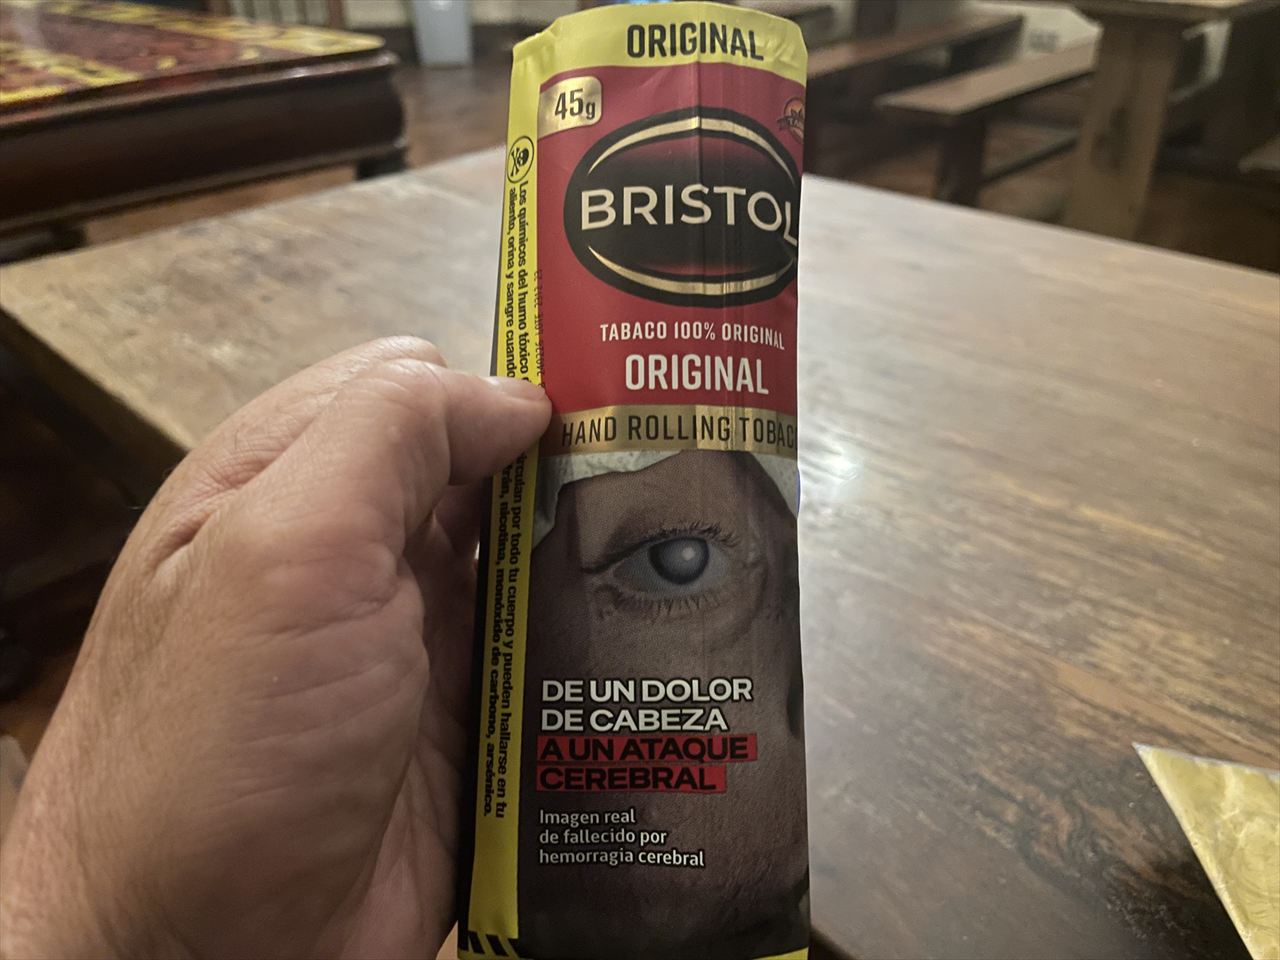 ORIGINAL
45g
BRISTOL
TABACO 100% ORIGINAL
ORIGINAL
HAND ROLLING TOBAC
DE UN DOLOR
DE CABEZA
A UN ATAQUE
CEREBRAL
Imagen real
de fallecido por
hemorragia cerebral
Los químicos del humo tóxico circulan por todo tu cuerpo y pueden hallarse en tu
aliento, orina y sangre cuando nicotina, monóxido de carbono, arsénico.